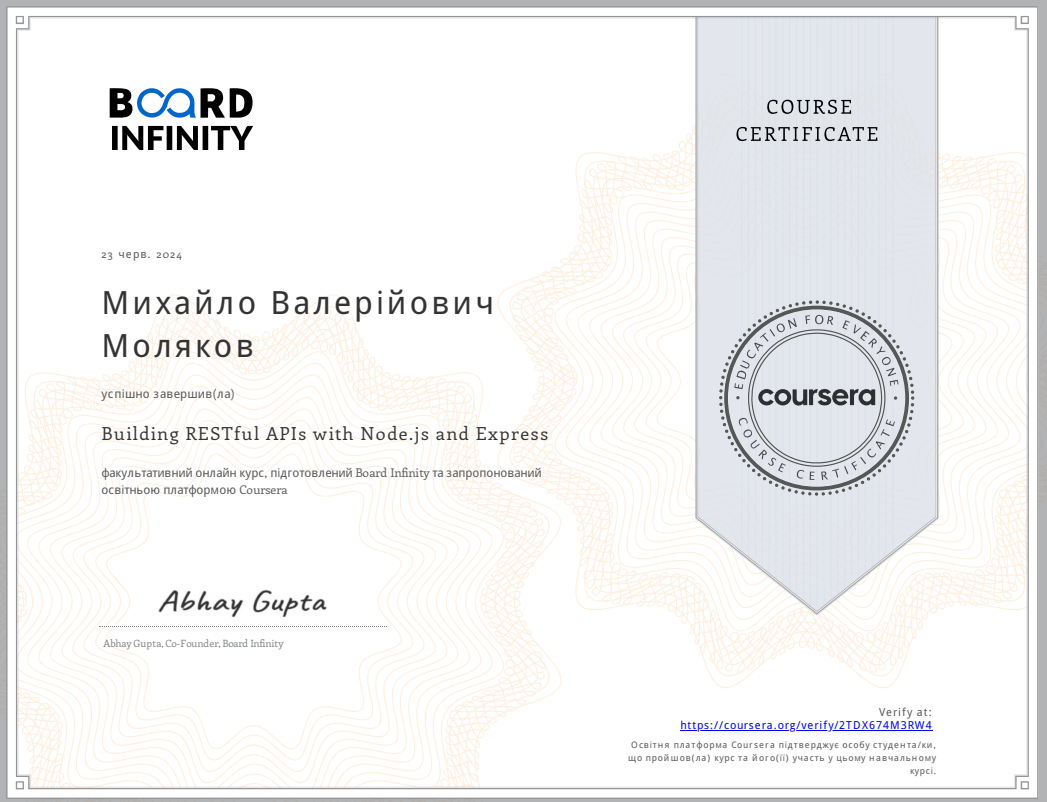 BOARD
INFINITY
COURSE
CERTIFICATE
23 черв. 2024
Михайло Валерійович
Моляков
успішно завершив(ла)
Building RESTful APIs with Node.js and Express
факультативний онлайн курс, підготовлений Board Infinity та запропонований
освітньою платформою Coursera
EDUCATION FOR EVERYONE
coursera
COURSE CERTIFICATE
Abhay Gupta
Abhay Gupta, Co-Founder, Board Infinity
Verify at:
https://coursera.org/verify/2TDX674M3RW4
Освітня платформа Coursera підтверджує особу студента/ки,
що пройшов(ла) курс та його(її) участь у цьому навчальному
курсі.